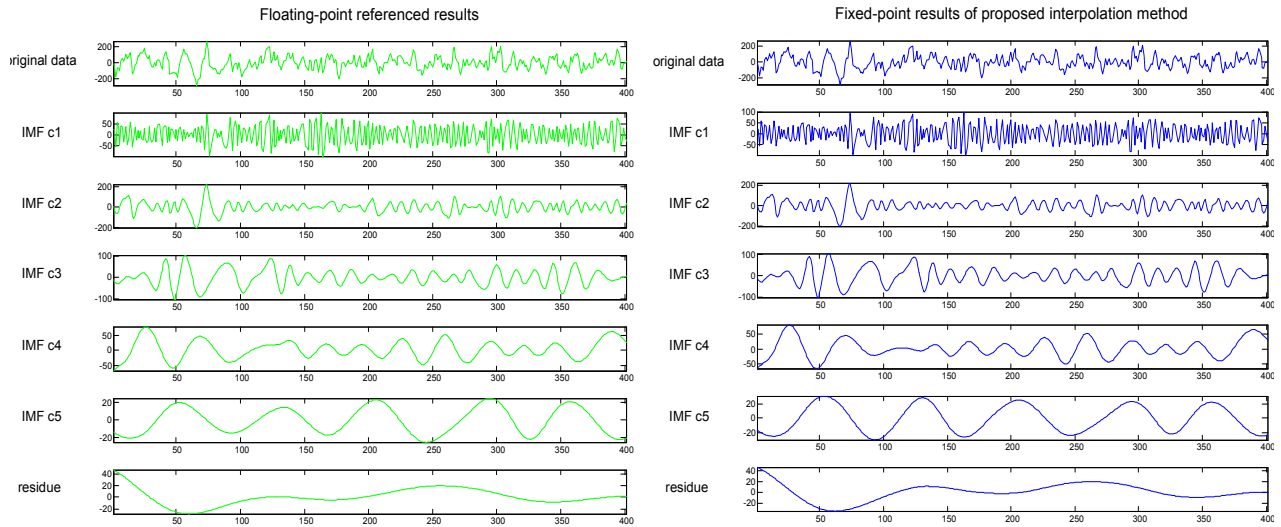 Floating-point referenced results
original data
200
0
-200
50 100 150 200 250 300 350 400
IMF c1
50
0
-50
50 100 150 200 250 300 350 400
IMF c2
200
0
-200
50 100 150 200 250 300 350 400
IMF c3
100
0
-100
50 100 150 200 250 300 350 400
IMF c4
50
0
-50
50 100 150 200 250 300 350 400
IMF c5
20
0
-20
50 100 150 200 250 300 350 400
residue
40
20
0
-20
50 100 150 200 250 300 350 400
Fixed-point results of proposed interpolation method
original data
200
0
-200
50 100 150 200 250 300 350 400
IMF c1
100
50
0
-50
50 100 150 200 250 300 350 400
IMF c2
200
0
-200
50 100 150 200 250 300 350 400
IMF c3
100
0
-100
50 100 150 200 250 300 350 400
IMF c4
50
0
-50
50 100 150 200 250 300 350 400
IMF c5
20
0
-20
50 100 150 200 250 300 350 400
residue
40
20
0
-20
50 100 150 200 250 300 350 400